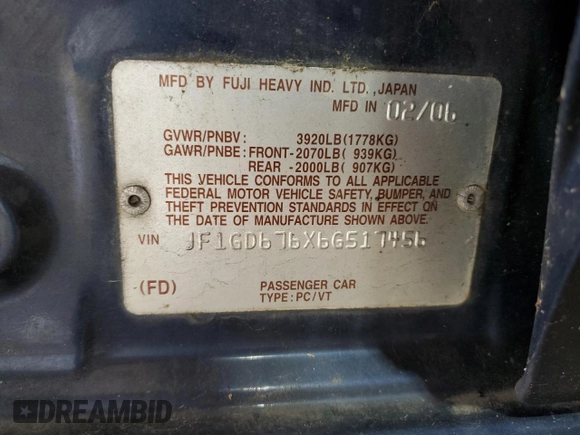 MFD BY FUJI HEAVY IND. LTD., JAPAN
MFD IN 02/06
GVWR/PNBV: 3920LB(1778KG)
GAWR/PNBE: FRONT-2070LB( 939KG)
REAR -2000LB( 907KG)
THIS VEHICLE CONFORMS TO ALL APPLICABLE
FEDERAL MOTOR VEHICLE SAFETY, BUMPER, AND
THEFT PREVENTION STANDARDS IN EFFECT ON
THE DATE OF MANUFACTURE SHOWN ABOVE.
VIN JF1GD676X6G517456
(FD) PASSENGER CAR
TYPE: PC/VT
DREAMBID